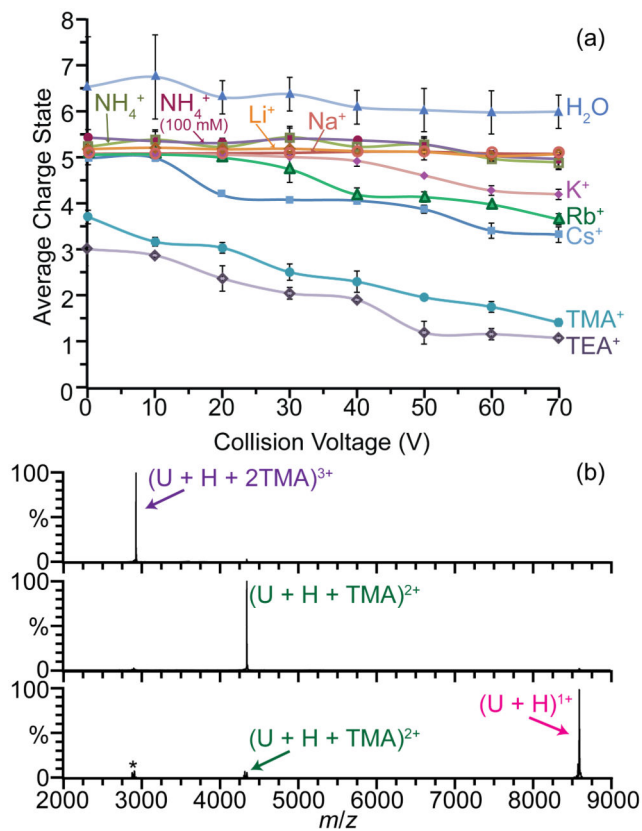 (a)
8
7
6
5
4
3
2
1
0
Average Charge State
NH₄⁺
NH₄⁺
(100 mM)
Li⁺
Na⁺
H₂O
K⁺
Rb⁺
Cs⁺
TMA⁺
TEA⁺
0 10 20 30 40 50 60 70
Collision Voltage (V)
(b)
100
%
0
(U + H + 2TMA)³⁺
100
%
0
(U + H + TMA)²⁺
100
%
0
*
(U + H + TMA)²⁺
(U + H)¹⁺
2000 3000 4000 5000 6000 7000 8000 9000
m/z